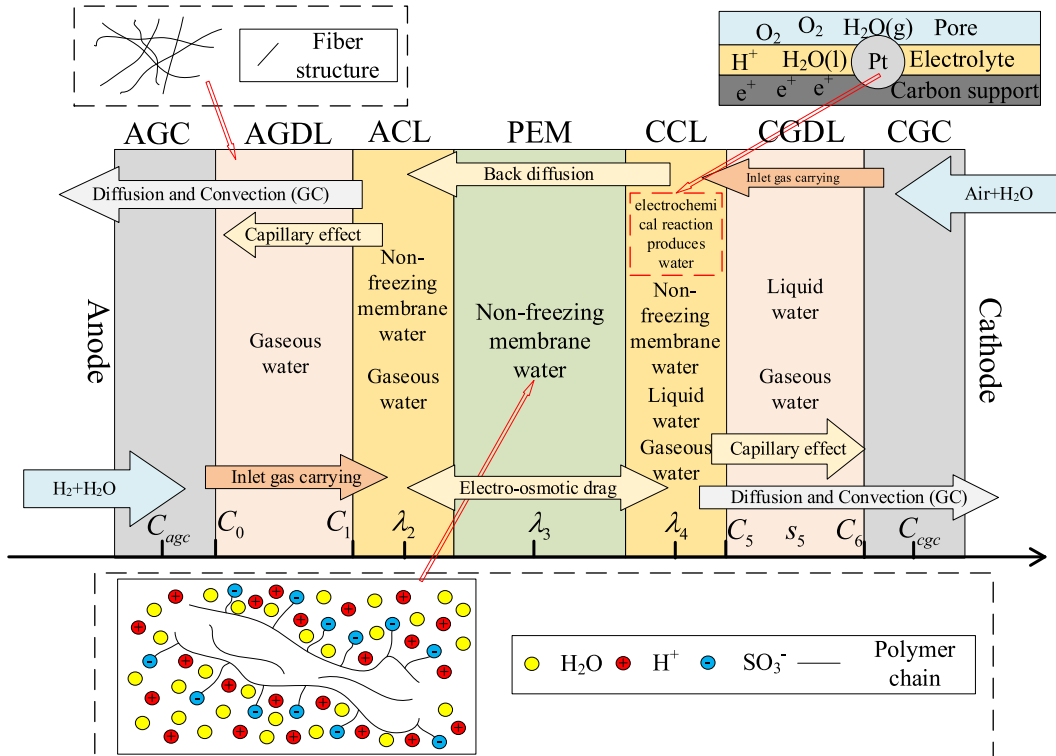 Fiber
structure
O₂ O₂ H₂O(g) Pore
H⁺ H₂O(l) Pt Electrolyte
e⁺ e⁺ e⁺ Carbon support
AGC AGDL ACL PEM CCL CGDL CGC
Back diffusion
Inlet gas carrying
Diffusion and Convection (GC)
Air+H₂O
Capillary effect
electrochemi
cal reaction
produces
water
Non-
freezing
membrane
water
Gaseous
water
Gaseous
water
Non-freezing
membrane
water
Non-
freezing
membrane
water
Liquid
water
Gaseous
water
Liquid
water
Gaseous
water
Anode
Cathode
Capillary effect
H₂+H₂O
Inlet gas carrying
Electro-osmotic drag
Diffusion and Convection (GC)
C_agc C₀ C₁ λ₂ λ₃ λ₄ C₅ s₅ C₆ C_cgc
H₂O H⁺ SO₃⁻ Polymer
chain